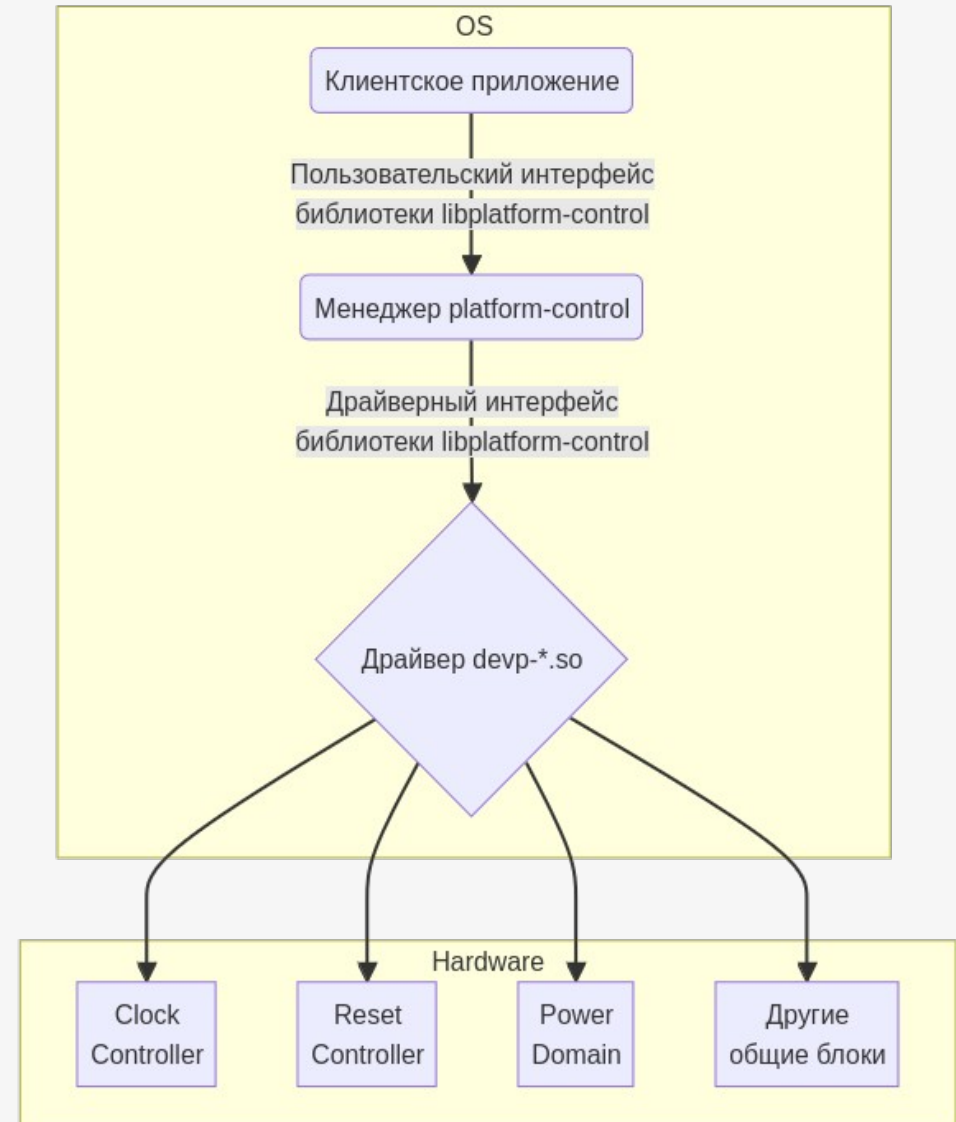 OS
Клиентское приложение
Пользовательский интерфейс
библиотеки libplatform-control
Менеджер platform-control
Драйверный интерфейс
библиотеки libplatform-control
Драйвер devp-*.so
Hardware
Clock
Controller
Reset
Controller
Power
Domain
Другие
общие блоки